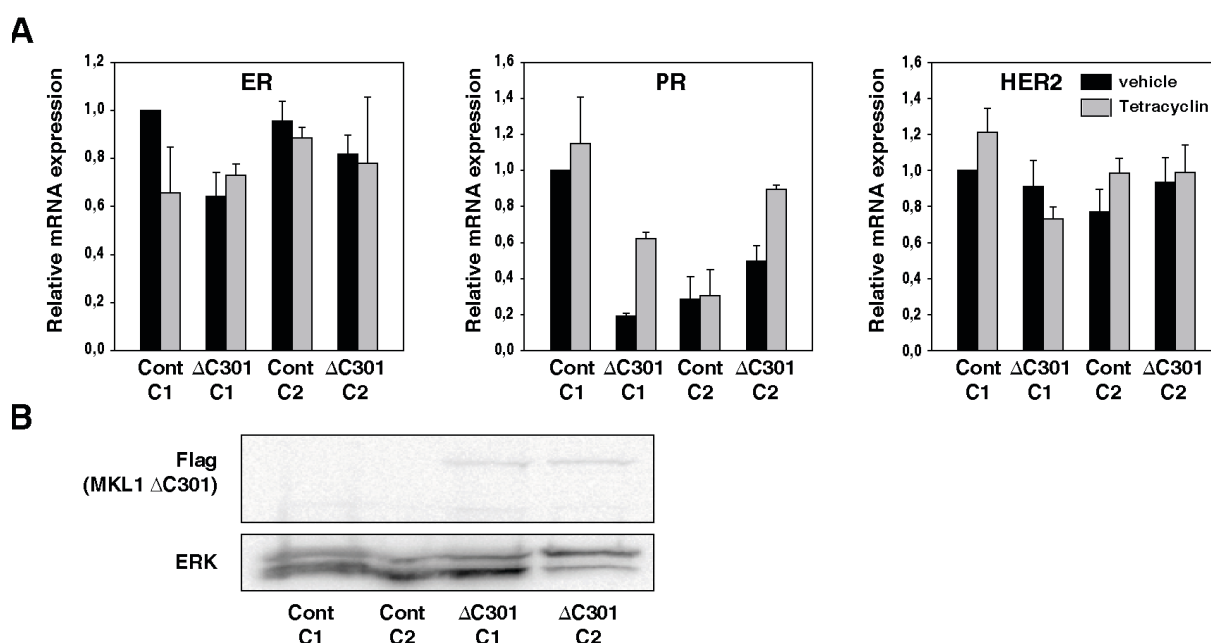 A
ER
Relative mRNA expression
1,2
1,0
0,8
0,6
0,4
0,2
0,0
Cont ΔC301 Cont ΔC301
C1 C1 C2 C2
PR
Relative mRNA expression
1,6
1,4
1,2
1,0
0,8
0,6
0,4
0,2
0,0
Cont ΔC301 Cont ΔC301
C1 C1 C2 C2
HER2
vehicle
Tetracyclin
Relative mRNA expression
1,6
1,4
1,2
1,0
0,8
0,6
0,4
0,2
0,0
Cont ΔC301 Cont ΔC301
C1 C1 C2 C2
B
Flag
(MKL1 ΔC301)
ERK
Cont Cont ΔC301 ΔC301
C1 C2 C1 C2